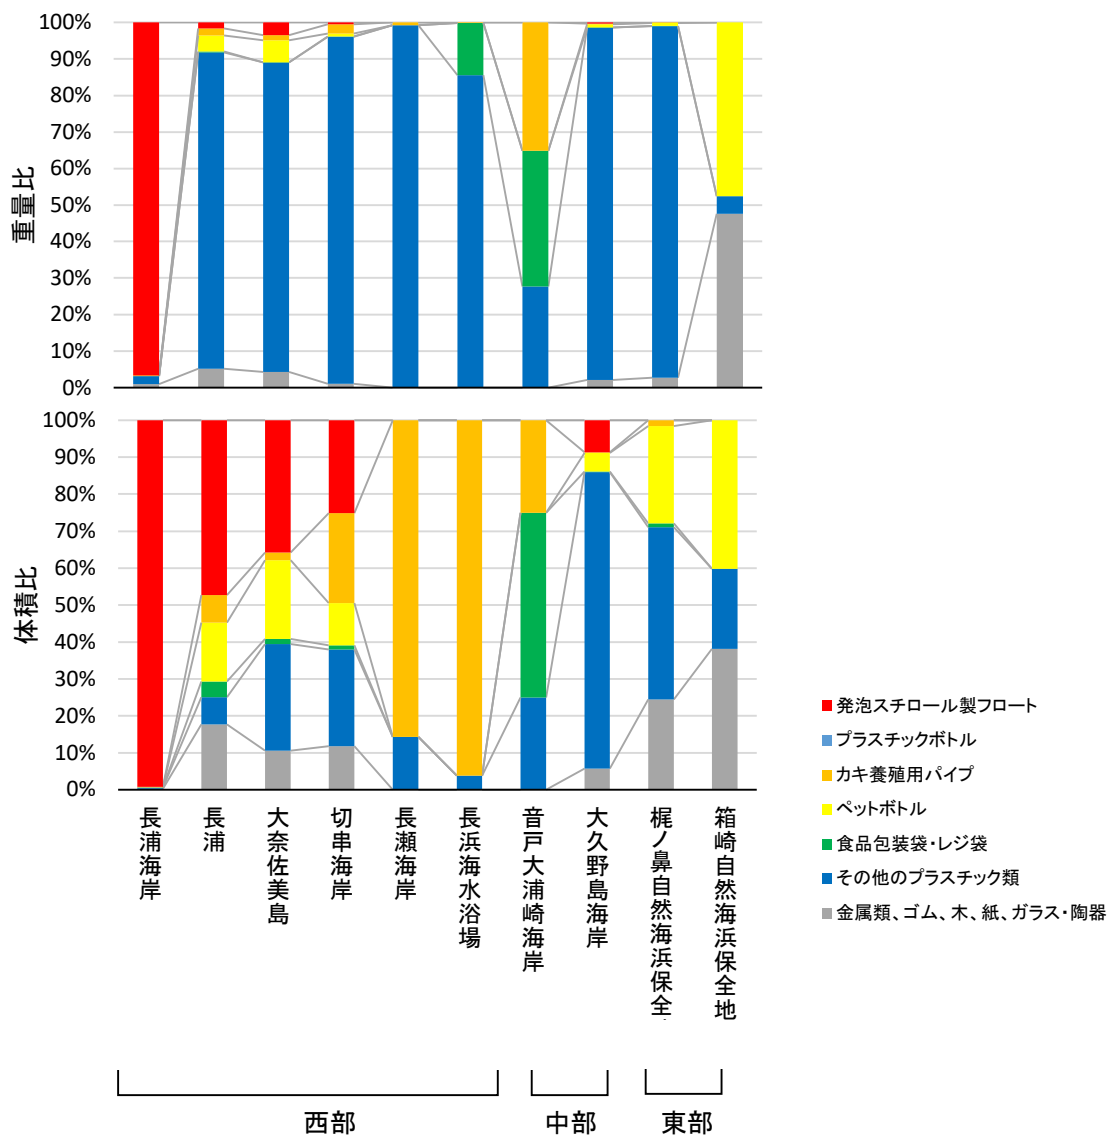 重量比
100%
90%
80%
70%
60%
50%
40%
30%
20%
10%
0%
体積比
100%
90%
80%
70%
60%
50%
40%
30%
20%
10%
0%
長浦海岸
長浦
大奈佐美島
切串海岸
長瀬海岸
長浜海水浴場
音戸大浦崎海岸
大久野島海岸
梶ノ鼻自然海浜保全
箱崎自然海浜保全地
西部
中部
東部
発泡スチロール製フロート
プラスチックボトル
カキ養殖用パイプ
ペットボトル
食品包装袋・レジ袋
その他のプラスチック類
金属類、ゴム、木、紙、ガラス・陶器